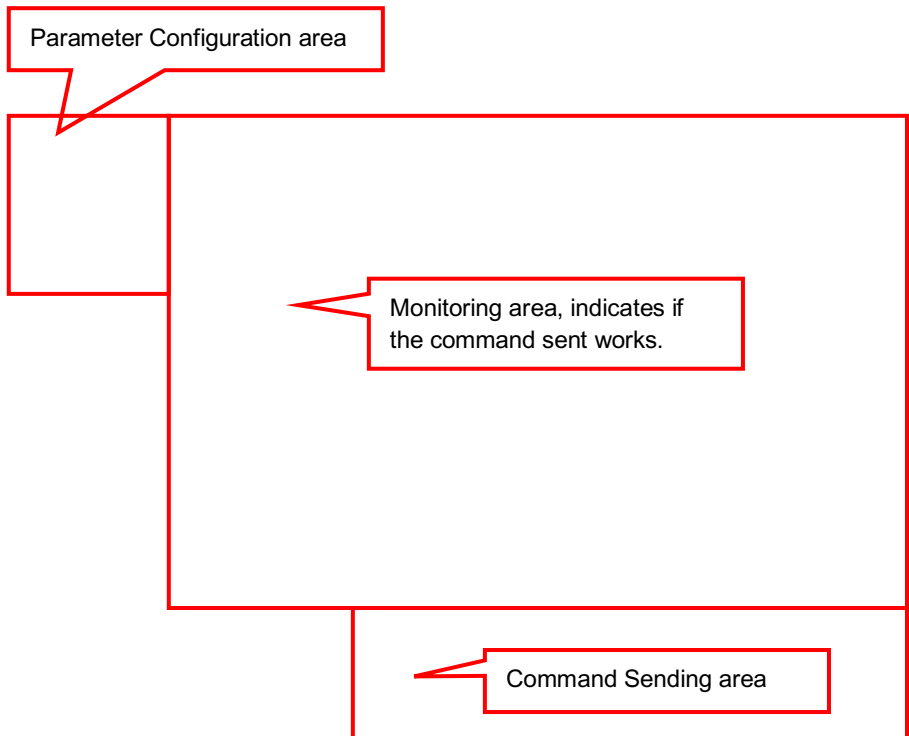 Parameter Configuration area
Monitoring area, indicates if
the command sent works.
Command Sending area